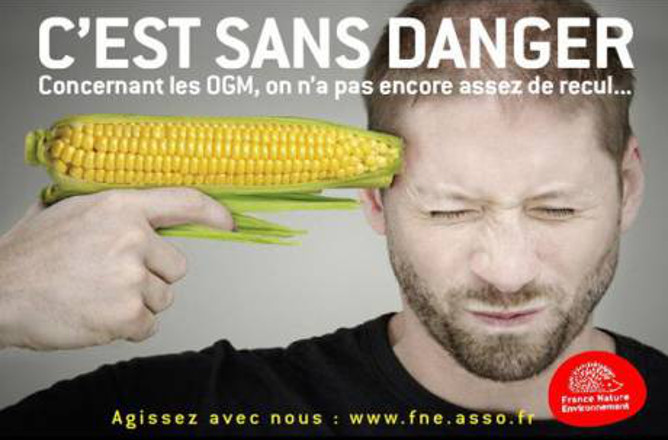 C'EST SANS DANGER
Concernant les OGM, on n'a pas encore assez de recul...
France Nature
Environnement
Agissez avec nous : www.fne.asso.fr